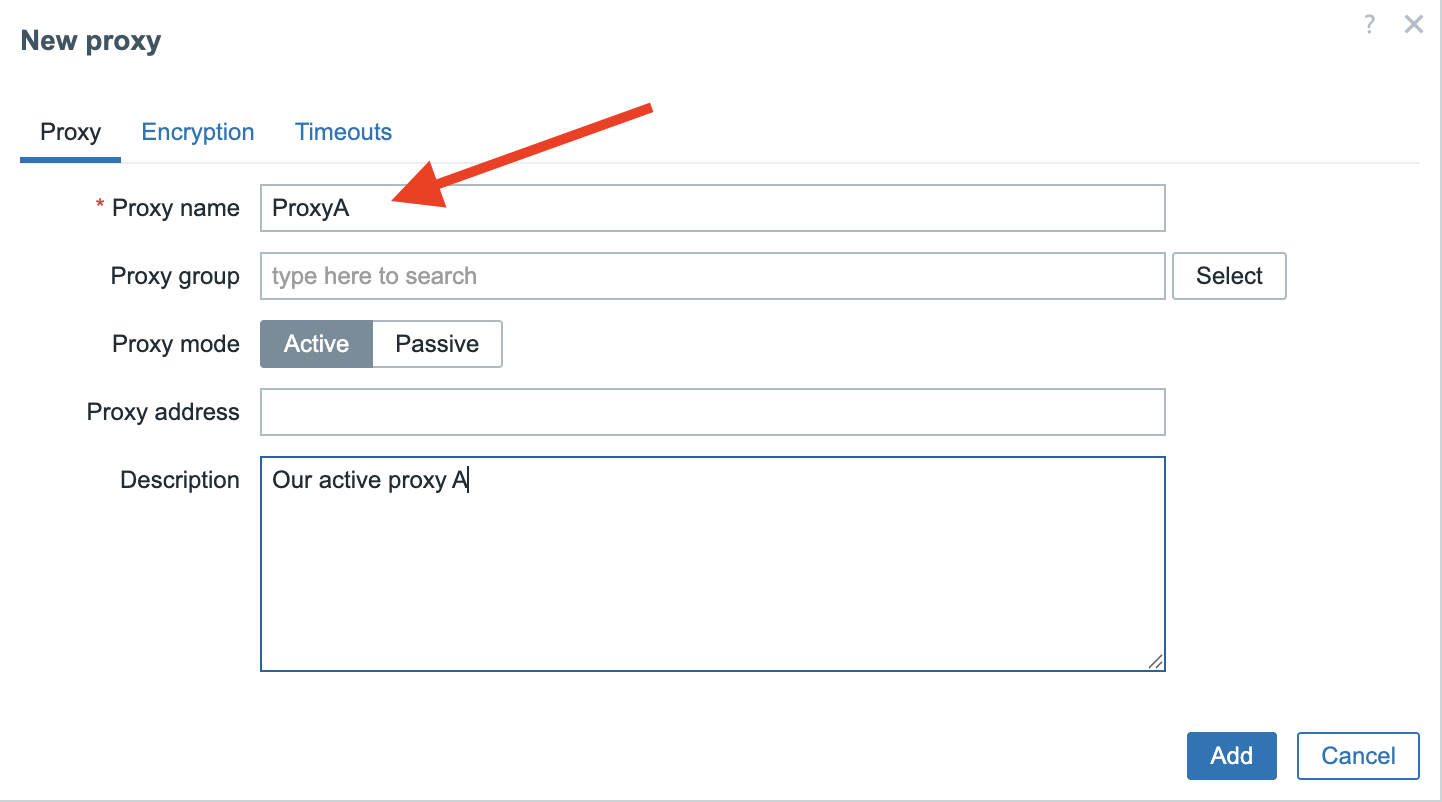 New proxy
?
Proxy Encryption Timeouts
* Proxy name ProxyA
Proxy group type here to search Select
Proxy mode Active Passive
Proxy address
Description Our active proxy A
Add Cancel